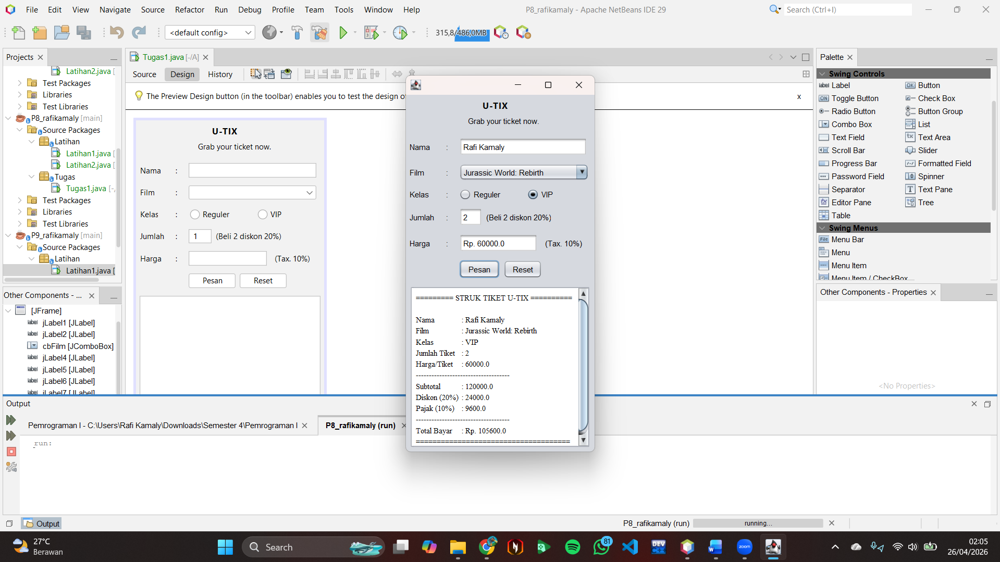 File Edit View Navigate Source Refactor Run Debug Profile Team Tools Window Help
P8_rafikamaly - Apache NetBeans IDE 29
Search (Ctrl+I)
<default config>
315,8/486,0MB
Projects
Latihan2.java [
Test Packages
Libraries
Test Libraries
P8_rafikamaly [main]
Source Packages
Latihan
Latihan1.java [
Latihan2.java [
Tugas
Tugas1.java [-/
Test Packages
Libraries
Test Libraries
P9_rafikamaly [main]
Source Packages
Latihan
Latihan1.java [
Other Components - ...
[JFrame]
label jLabel1 [JLabel]
label jLabel2 [JLabel]
cbFilm [JComboBox]
label jLabel4 [JLabel]
label jLabel5 [JLabel]
label jLabel6 [JLabel]
label jLabel7 [JLabel]
Tugas1.java [-/A]
Source Design History
The Preview Design button (in the toolbar) enables you to test the design o
x
U-TIX
Grab your ticket now.
Nama :
Film :
Kelas : Reguler VIP
Jumlah : 1 (Beli 2 diskon 20%)
Harga : (Tax. 10%)
Pesan Reset
U-TIX
Grab your ticket now.
Nama : Rafi Kamaly
Film : Jurassic World: Rebirth
Kelas : Reguler VIP
Jumlah : 2 (Beli 2 diskon 20%)
Harga : Rp. 60000.0 (Tax. 10%)
Pesan Reset
========= STRUK TIKET U-TIX ==========
Nama : Rafi Kamaly
Film : Jurassic World: Rebirth
Kelas : VIP
Jumlah Tiket : 2
Harga/Tiket : 60000.0
------------------------------------
Subtotal : 120000.0
Diskon (20%) : 24000.0
Pajak (10%) : 9600.0
------------------------------------
Total Bayar : Rp. 105600.0
=====================================
Palette
Swing Controls
label Label OK Button
ON Toggle Button Check Box
Radio Button Button Group
Combo Box List
Text Field Text Area
Scroll Bar Slider
Progress Bar Formatted Field
Password Field Spinner
Separator Text Pane
Editor Pane Tree
Table
Swing Menus
File Menu Bar
Menu
Menu Item
Menu Item / CheckBox
Other Components - Properties
<No Properties>
Output
Pemrograman I - C:\Users\Rafi Kamaly\Downloads\Semester 4\Pemrograman I
P8_rafikamaly (run)
run:
Output
P8_rafikamaly (run) running...
27°C
Berawan
Search
81
DEV
zoom
02:05
26/04/2026